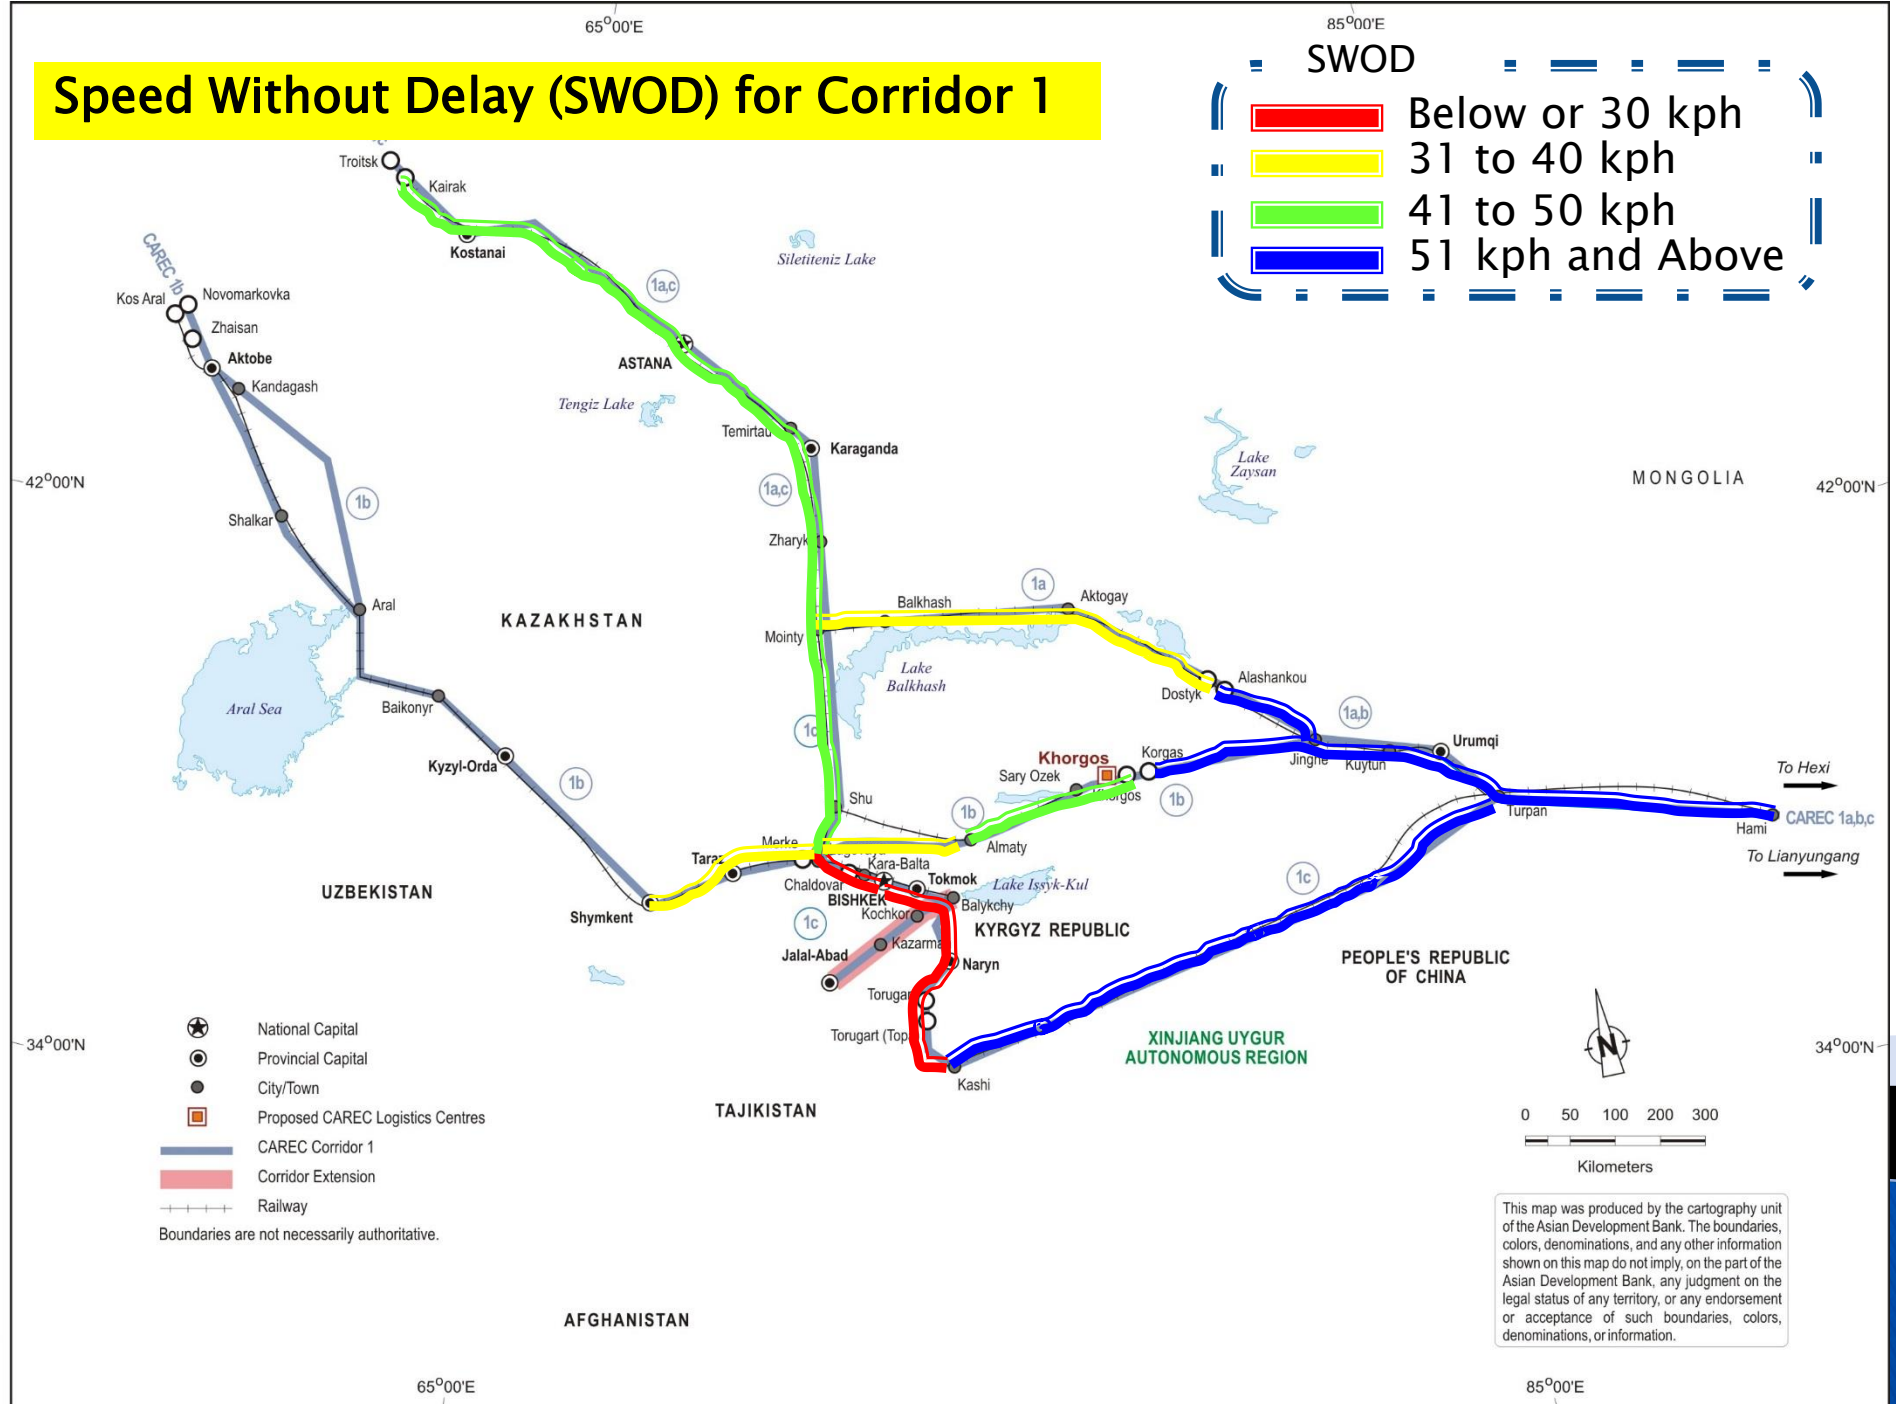 65°00'E
85°00'E
Speed Without Delay (SWOD) for Corridor 1
SWOD
Below or 30 kph
31 to 40 kph
41 to 50 kph
51 kph and Above
Troitsk
Kairak
Kostanai
Siletiteniz Lake
CAREC 1b
1a,c
Kos Aral
Novomarkovka
Zhaisan
Aktobe
ASTANA
Kandagash
Tengiz Lake
Temirtau
Karaganda
Lake
Zaysan
MONGOLIA
42°00'N
42°00'N
1a,c
1b
Shalkar
Zharyk
1a
Aral
Balkhash
Aktogay
KAZAKHSTAN
Mointy
Lake
Balkhash
Alashankou
Dostyk
Aral Sea
Baikonyr
1c
1a,b
Urumqi
Khorgos
Korgas
Jinghe
Kuytun
Kyzyl-Orda
1b
Sary Ozek
Khorgos
1b
To Hexi
Shu
1b
Turpan
Hami
CAREC 1a,b,c
Merke
Almaty
To Lianyungang
Taraz
Kara-Balta
Chaldovar
Tokmok
Lake Issyk-Kul
1c
UZBEKISTAN
BISHKEK
Balykchy
Shymkent
Kochkor
1c
KYRGYZ REPUBLIC
Kazarma
Jalal-Abad
Naryn
PEOPLE'S REPUBLIC
OF CHINA
Torugar
Torugart (Top
XINJIANG UYGUR
AUTONOMOUS REGION
Kashi
34°00'N
34°00'N
N
National Capital
Provincial Capital
City/Town
Proposed CAREC Logistics Centres
CAREC Corridor 1
Corridor Extension
Railway
Boundaries are not necessarily authoritative.
TAJIKISTAN
0 50 100 200 300
Kilometers
This map was produced by the cartography unit
of the Asian Development Bank. The boundaries,
colors, denominations, and any other information
shown on this map do not imply, on the part of the
Asian Development Bank, any judgment on the
legal status of any territory, or any endorsement
or acceptance of such boundaries, colors,
denominations, or information.
AFGHANISTAN
65°00'E
85°00'E